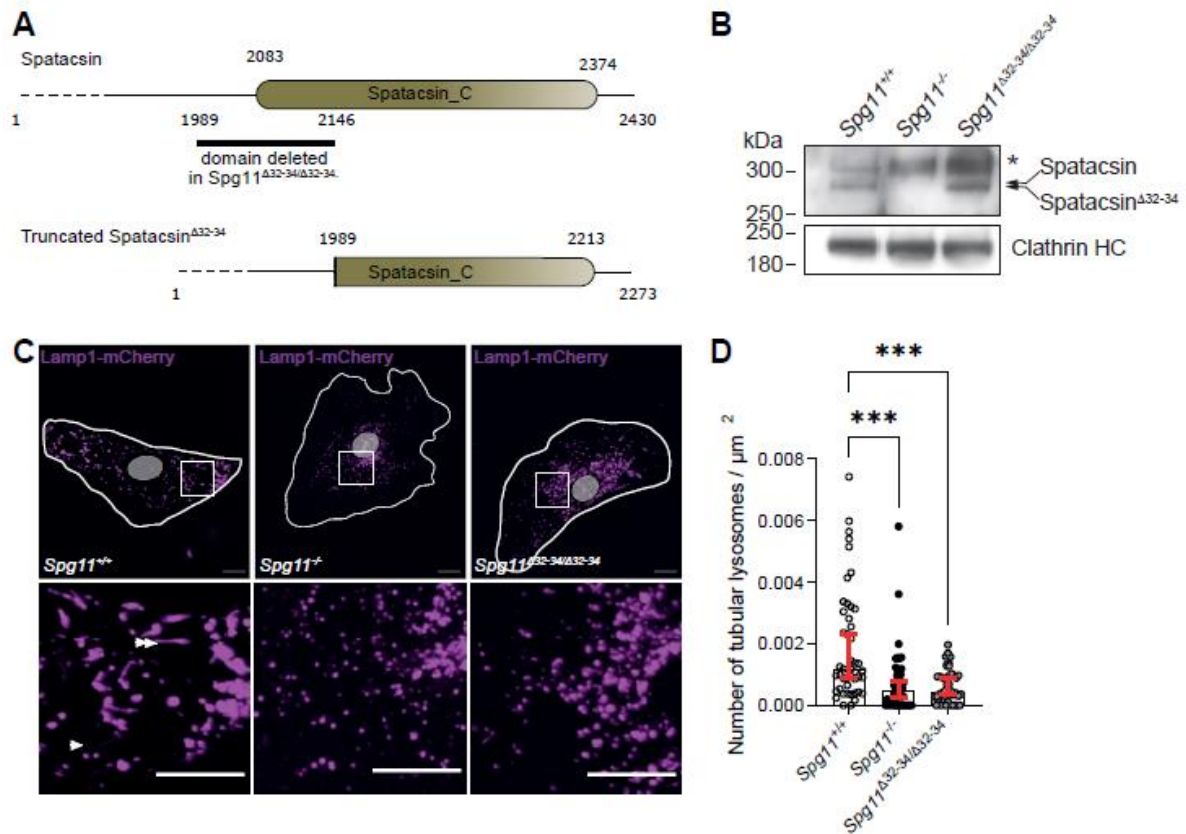 A
Spatacsin
2083
2374
Spatacsin_C
1
1989
2146
2430
domain deleted
in Spg11Δ32-34/Δ32-34.
Truncated SpatacsinΔ32-34
1989
2213
Spatacsin_C
1
2273
B
Spg11+/+
Spg11-/-
Spg11Δ32-34/Δ32-34
kDa
300
*
Spatacsin
SpatacsinΔ32-34
250
250
Clathrin HC
180
C
Lamp1-mCherry
Lamp1-mCherry
Lamp1-mCherry
Spg11+/+
Spg11-/-
Spg11Δ32-34/Δ32-34
D
***
***
Number of tubular lysosomes / µm2
0.008
0.006
0.004
0.002
0.000
Spg11+/+
Spg11-/-
Spg11Δ32-34/Δ32-34